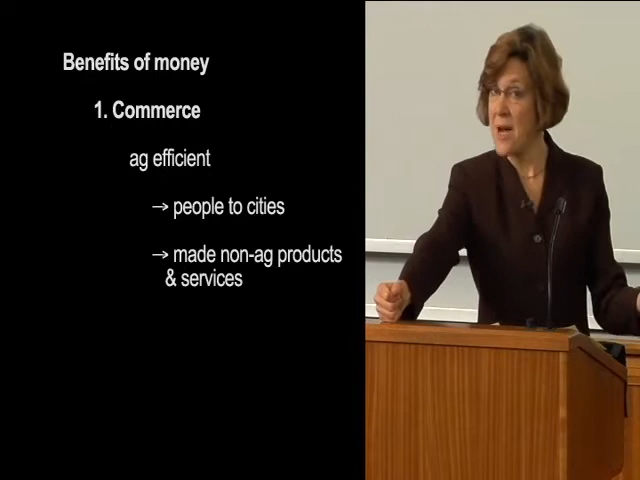 Benefits of money
1. Commerce
ag efficient
→ people to cities
→ made non-ag products
& services